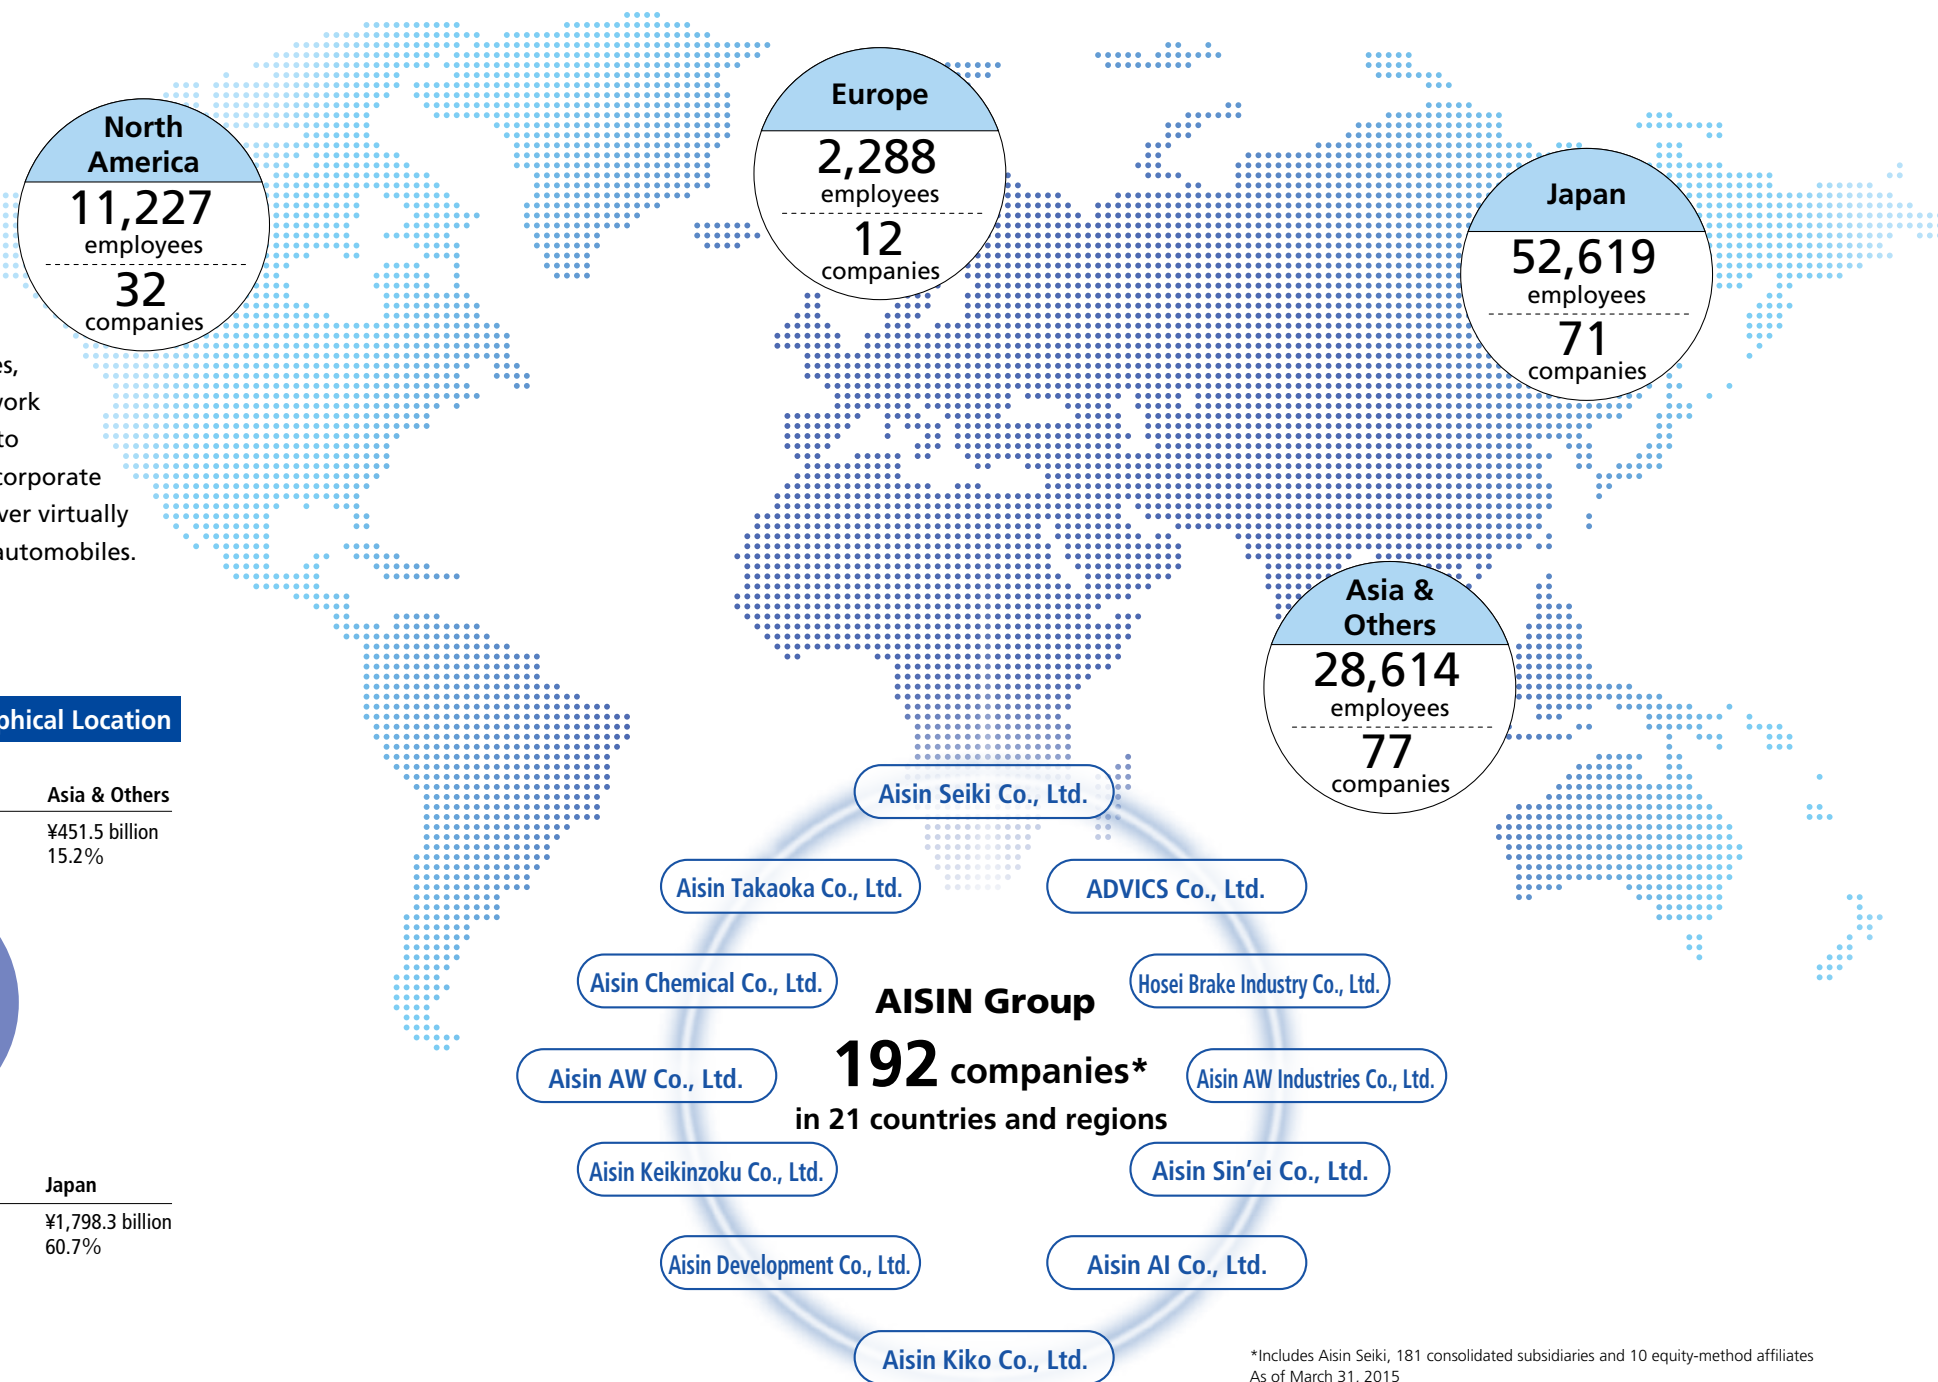 North
America
11,227
employees
32
companies
Europe
2,288
employees
12
companies
Japan
52,619
employees
71
companies
Asia &
Others
28,614
employees
77
companies
to
corporate
virtually
automobiles.
Location
Asia & Others
¥451.5 billion
15.2%
Japan
¥1,798.3 billion
60.7%
Aisin Seiki Co., Ltd.
Aisin Takaoka Co., Ltd.
ADVICS Co., Ltd.
Aisin Chemical Co., Ltd.
Hosei Brake Industry Co., Ltd.
AISIN Group
192 companies*
in 21 countries and regions
Aisin AW Co., Ltd.
Aisin AW Industries Co., Ltd.
Aisin Keikinzoku Co., Ltd.
Aisin Sin’ei Co., Ltd.
Aisin Development Co., Ltd.
Aisin AI Co., Ltd.
Aisin Kiko Co., Ltd.
*Includes Aisin Seiki, 181 consolidated subsidiaries and 10 equity-method affiliates
As of March 31, 2015